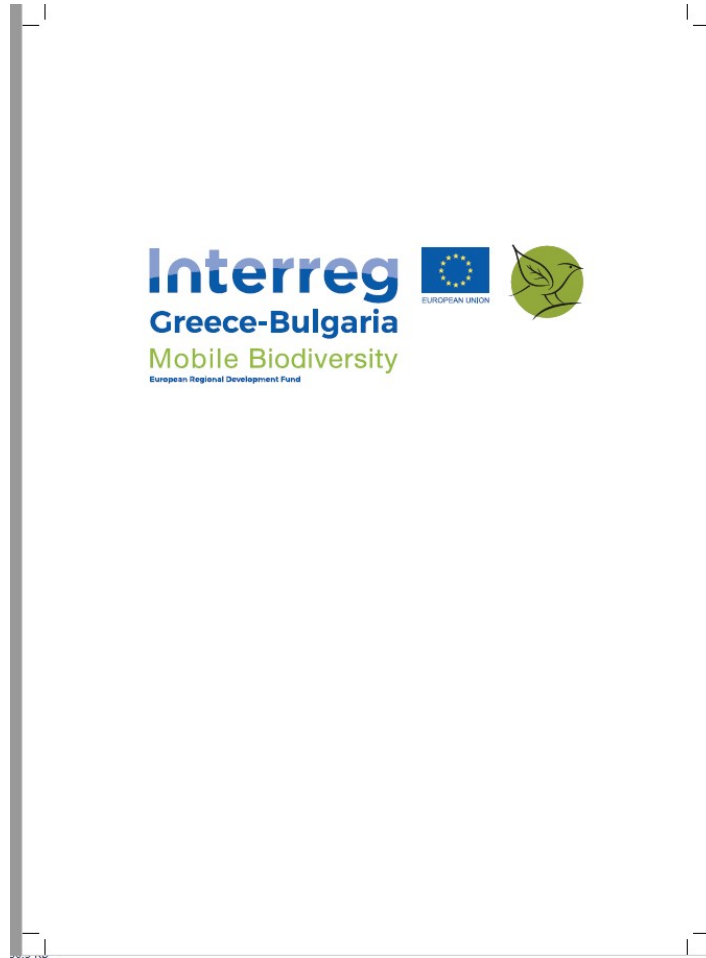 Interreg
EUROPEAN UNION
Greece-Bulgaria
Mobile Biodiversity
European Regional Development Fund